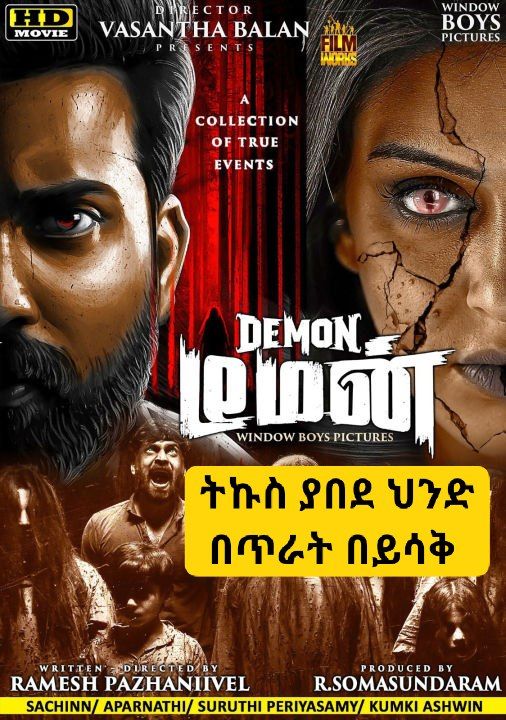 HD
MOVIE
DIRECTOR
VASANTHA BALAN
PRESENTS
FILM
WORKS
WINDOW
BOYS
PICTURES
A
COLLECTION
OF TRUE
EVENTS
DEMON
டீமன்
WINDOW BOYS PICTURES
ትኩስ ያበደ ህንድ
በጥራት በይሳቅ
WRITTEN - DIRECTED BY
RAMESH PAZHANIIVEL
PRODUCED BY
R.SOMASUNDARAM
SACHINN/ APARNATHI/ SURUTHI PERIYASAMY/ KUMKI ASHWIN